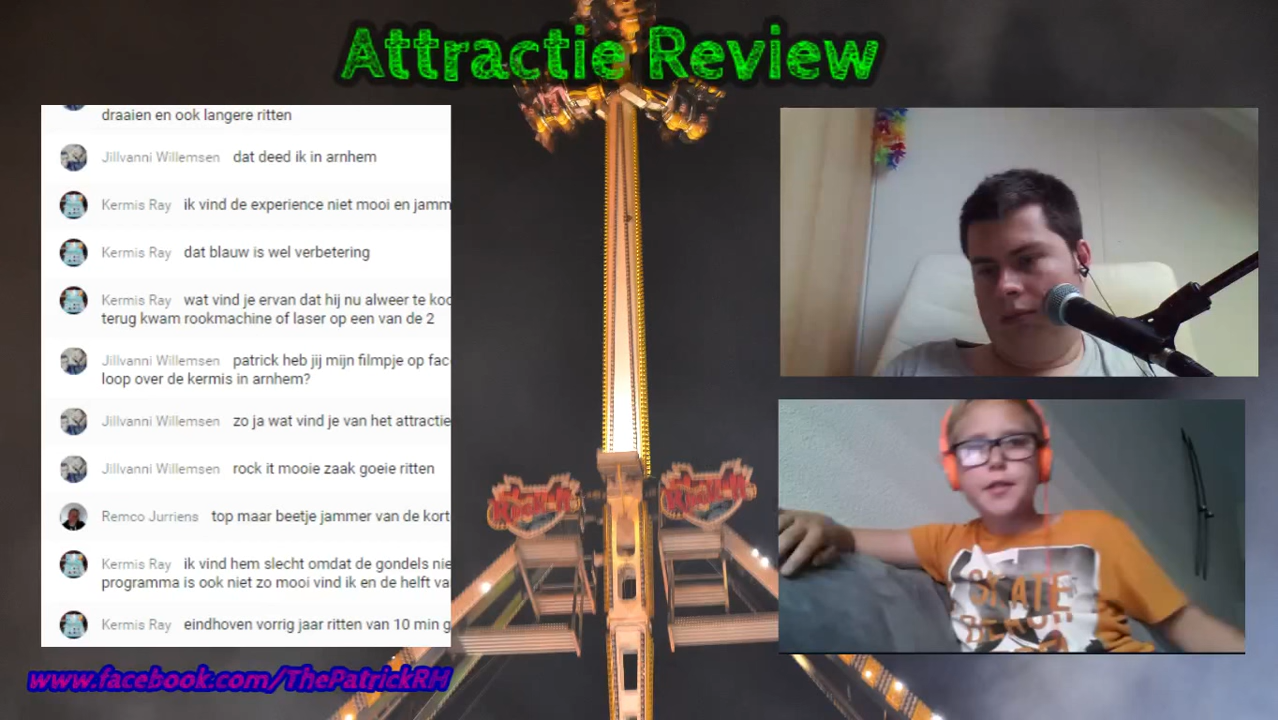 Attractie Review
draaien en ook langere ritten
Jillvanni Willemsen dat deed ik in arnhem
Kermis Ray ik vind de experience niet mooi en jamm
Kermis Ray dat blauw is wel verbetering
Kermis Ray wat vind je ervan dat hij nu alweer te koo
terug kwam rookmachine of laser op een van de 2
Jillvanni Willemsen patrick heb jij mijn filmpje op fac
loop over de kermis in arnhem?
Jillvanni Willemsen zo ja wat vind je van het attractie
Jillvanni Willemsen rock it mooie zaak goeie ritten
Remco Jurriens top maar beetje jammer van de kort
Kermis Ray ik vind hem slecht omdat de gondels nie
programma is ook niet zo mooi vind ik en de helft va
Kermis Ray eindhoven vorrig jaar ritten van 10 min g
www.facebook.com/ThePatrickRH
SKATE